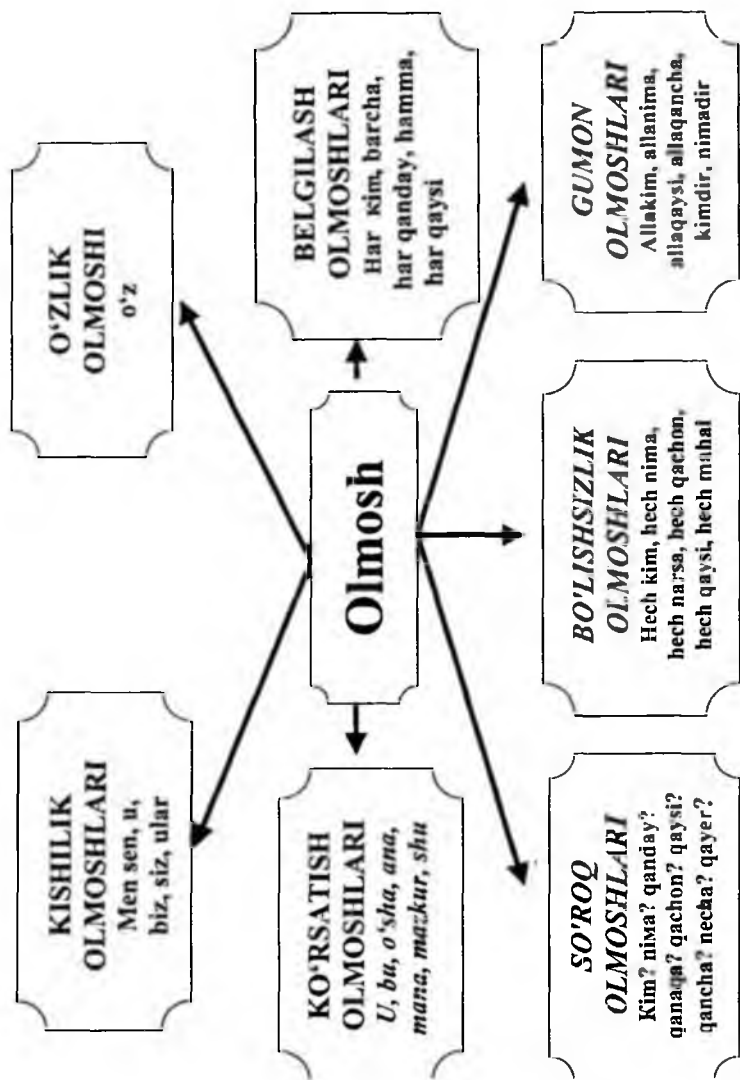 KISHILIK
OLMOSHLARI
Men sen, u,
biz, siz, ular
O‘ZLIK
OLMOSHI
o‘z
KO‘RSATISH
OLMOSHLARI
U, bu, o‘sha, ana,
mana, mazkur, shu
Olmosh
BELGILASH
OLMOSHLARI
Har kim, barcha,
har qanday, hamma,
har qaysi
SO'ROQ
OLMOSHLARI
Kim? nima? qanday?
qanaqa? qachon? qaysi?
qancha? necha? qayer?
BO'LISHSIZLIK
OLMOSHLARI
Hech kim, hech nima,
hech narsa, hech qachon,
hech qaysi, hech mahal
GUMON
OLMOSHLARI
Allakim, allanima,
allaqaysi, allaqancha,
kimdir, nimadir